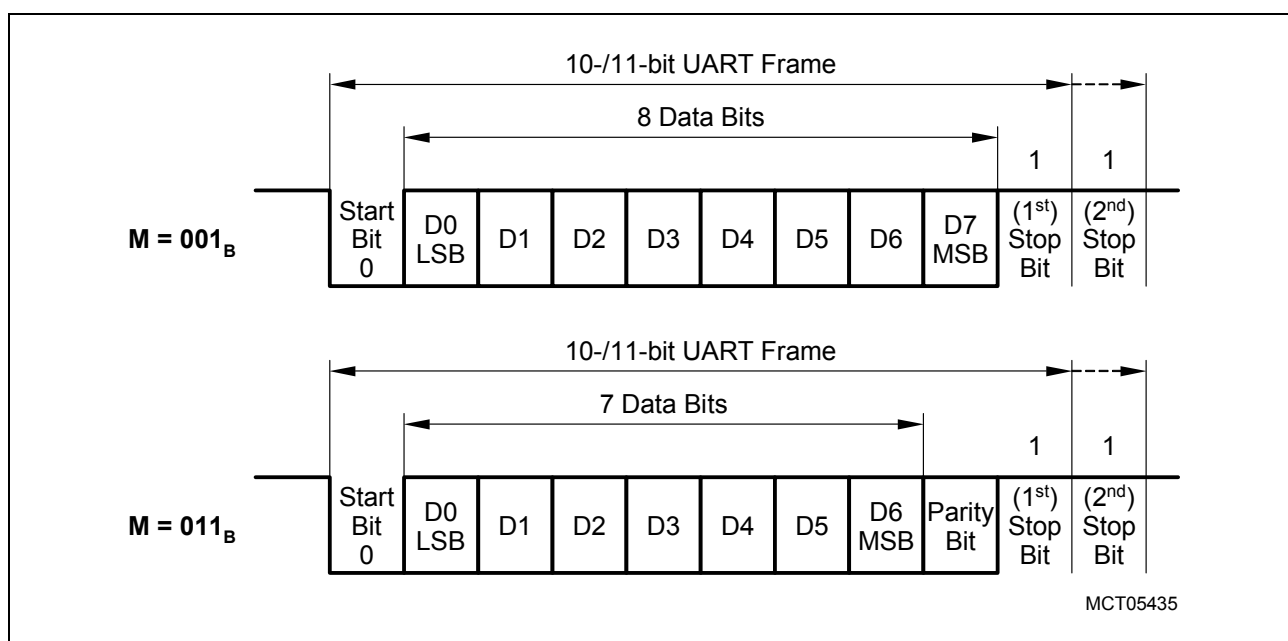 10-/11-bit UART Frame
8 Data Bits
1 1
M = 001B
Start Bit 0
D0 LSB
D1
D2
D3
D4
D5
D6
D7 MSB
(1st) Stop Bit
(2nd) Stop Bit
10-/11-bit UART Frame
7 Data Bits
1 1
M = 011B
Start Bit 0
D0 LSB
D1
D2
D3
D4
D5
D6 MSB
Parity Bit
(1st) Stop Bit
(2nd) Stop Bit
MCT05435